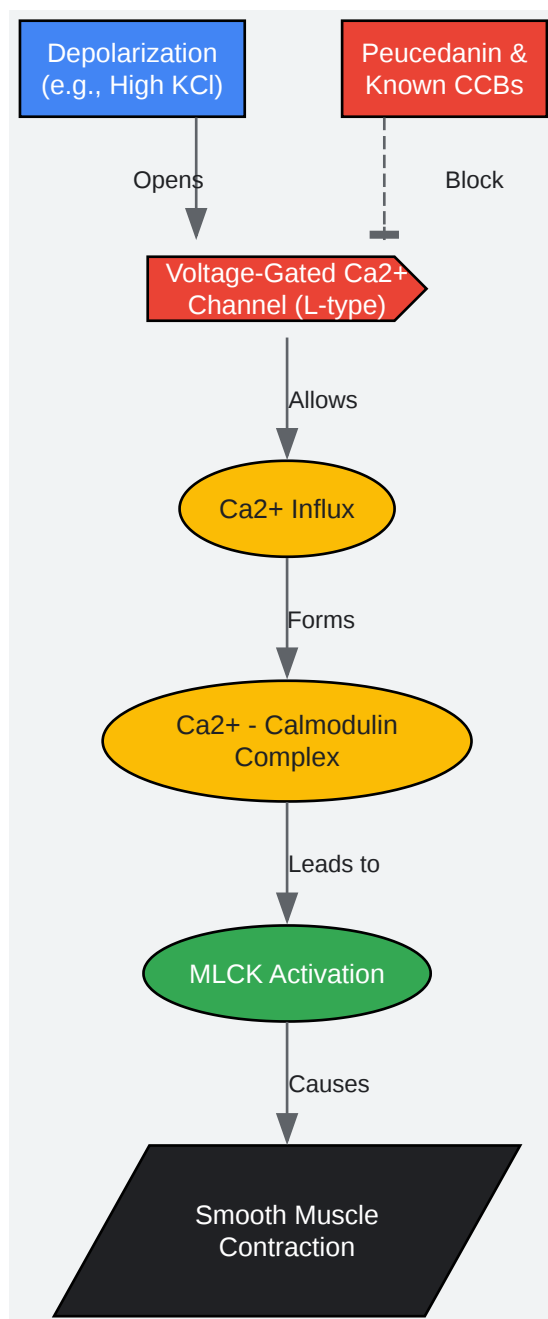 Depolarization
(e.g., High KCl)
Peucedanin &
Known CCBs
Opens
Block
Voltage-Gated Ca2+
Channel (L-type)
Allows
Ca2+ Influx
Forms
Ca2+ - Calmodulin
Complex
Leads to
MLCK Activation
Causes
Smooth Muscle
Contraction